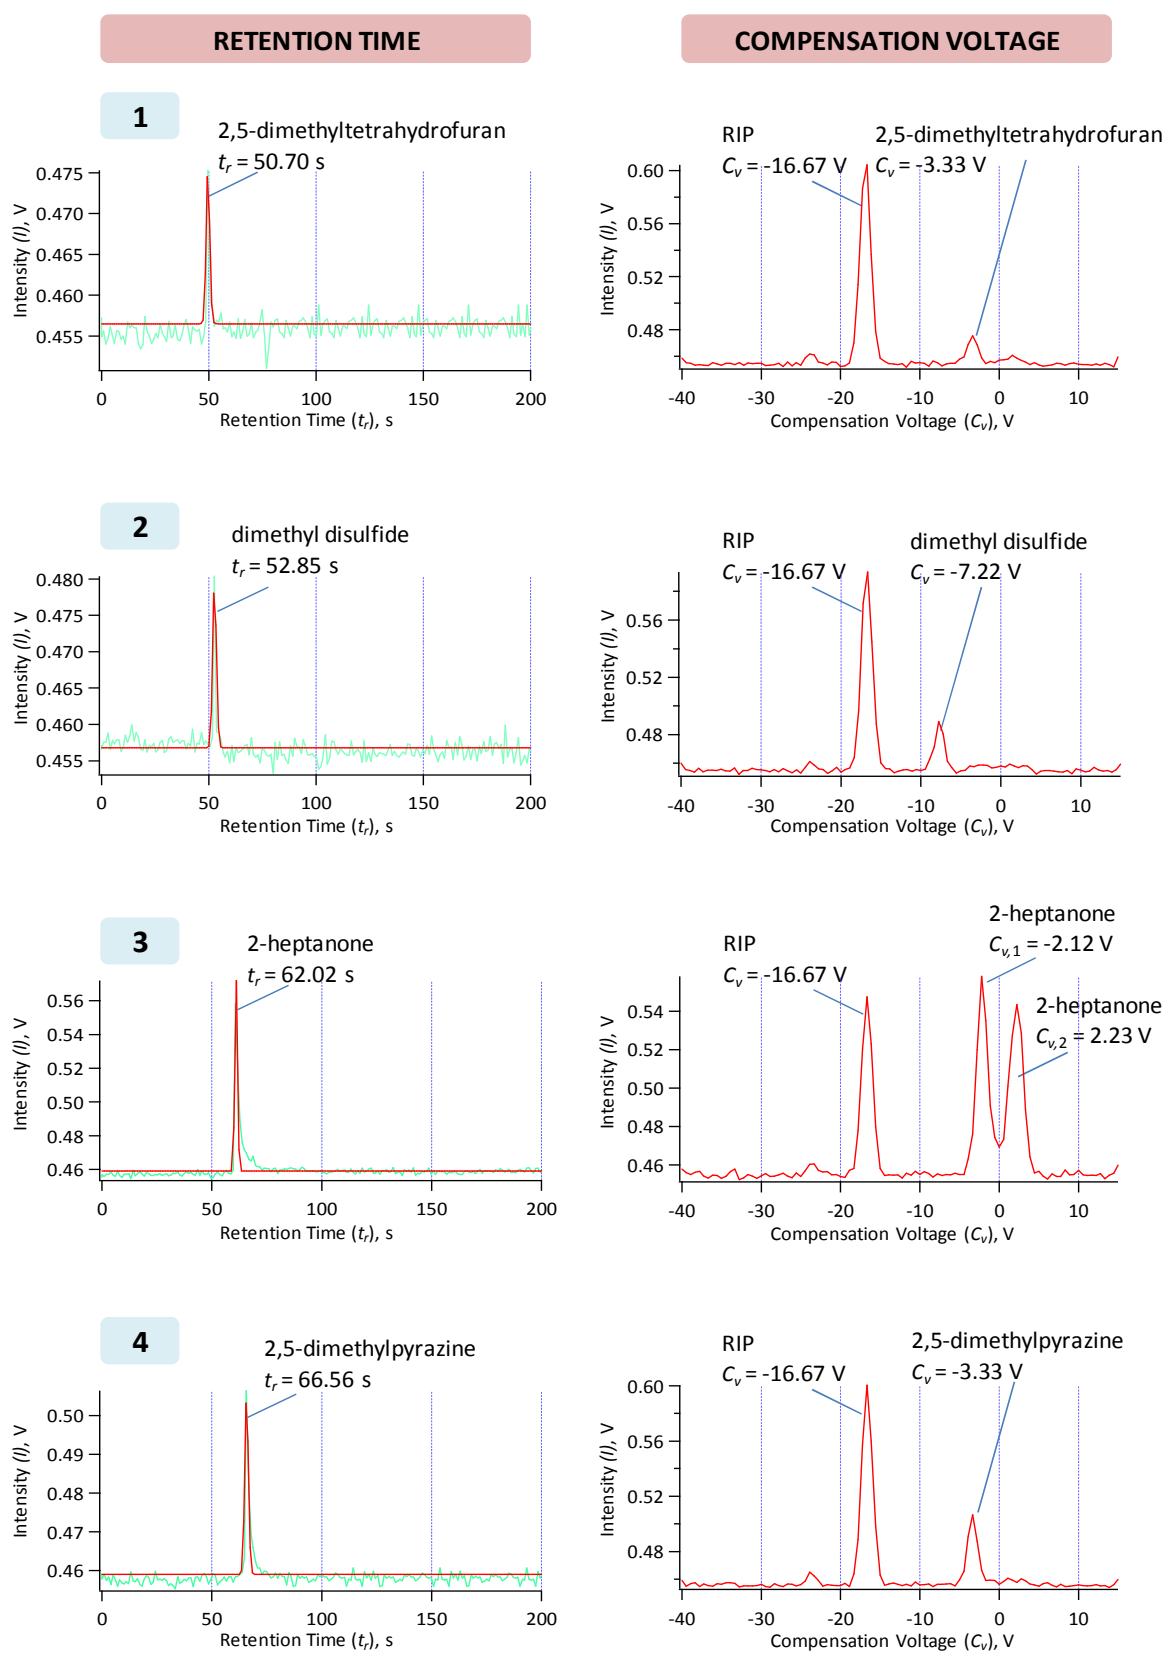 RETENTION TIME
COMPENSATION VOLTAGE
1
2,5-dimethyltetrahydrofuran
tr = 50.70 s
Intensity (I), V
0.475
0.470
0.465
0.460
0.455
0 50 100 150 200
Retention Time (tr), s
RIP
Cv = -16.67 V
2,5-dimethyltetrahydrofuran
Cv = -3.33 V
Intensity (I), V
0.60
0.56
0.52
0.48
-40 -30 -20 -10 0 10
Compensation Voltage (Cv), V
2
dimethyl disulfide
tr = 52.85 s
Intensity (I), V
0.480
0.475
0.470
0.465
0.460
0.455
0 50 100 150 200
Retention Time (tr), s
RIP
Cv = -16.67 V
dimethyl disulfide
Cv = -7.22 V
Intensity (I), V
0.56
0.52
0.48
-40 -30 -20 -10 0 10
Compensation Voltage (Cv), V
3
2-heptanone
tr = 62.02 s
Intensity (I), V
0.56
0.54
0.52
0.50
0.48
0.46
0 50 100 150 200
Retention Time (tr), s
RIP
Cv = -16.67 V
2-heptanone
Cv,1 = -2.12 V
2-heptanone
Cv,2 = 2.23 V
Intensity (I), V
0.54
0.52
0.50
0.48
0.46
-40 -30 -20 -10 0 10
Compensation Voltage (Cv), V
4
2,5-dimethylpyrazine
tr = 66.56 s
Intensity (I), V
0.50
0.49
0.48
0.47
0.46
0 50 100 150 200
Retention Time (tr), s
RIP
Cv = -16.67 V
2,5-dimethylpyrazine
Cv = -3.33 V
Intensity (I), V
0.60
0.56
0.52
0.48
-40 -30 -20 -10 0 10
Compensation Voltage (Cv), V